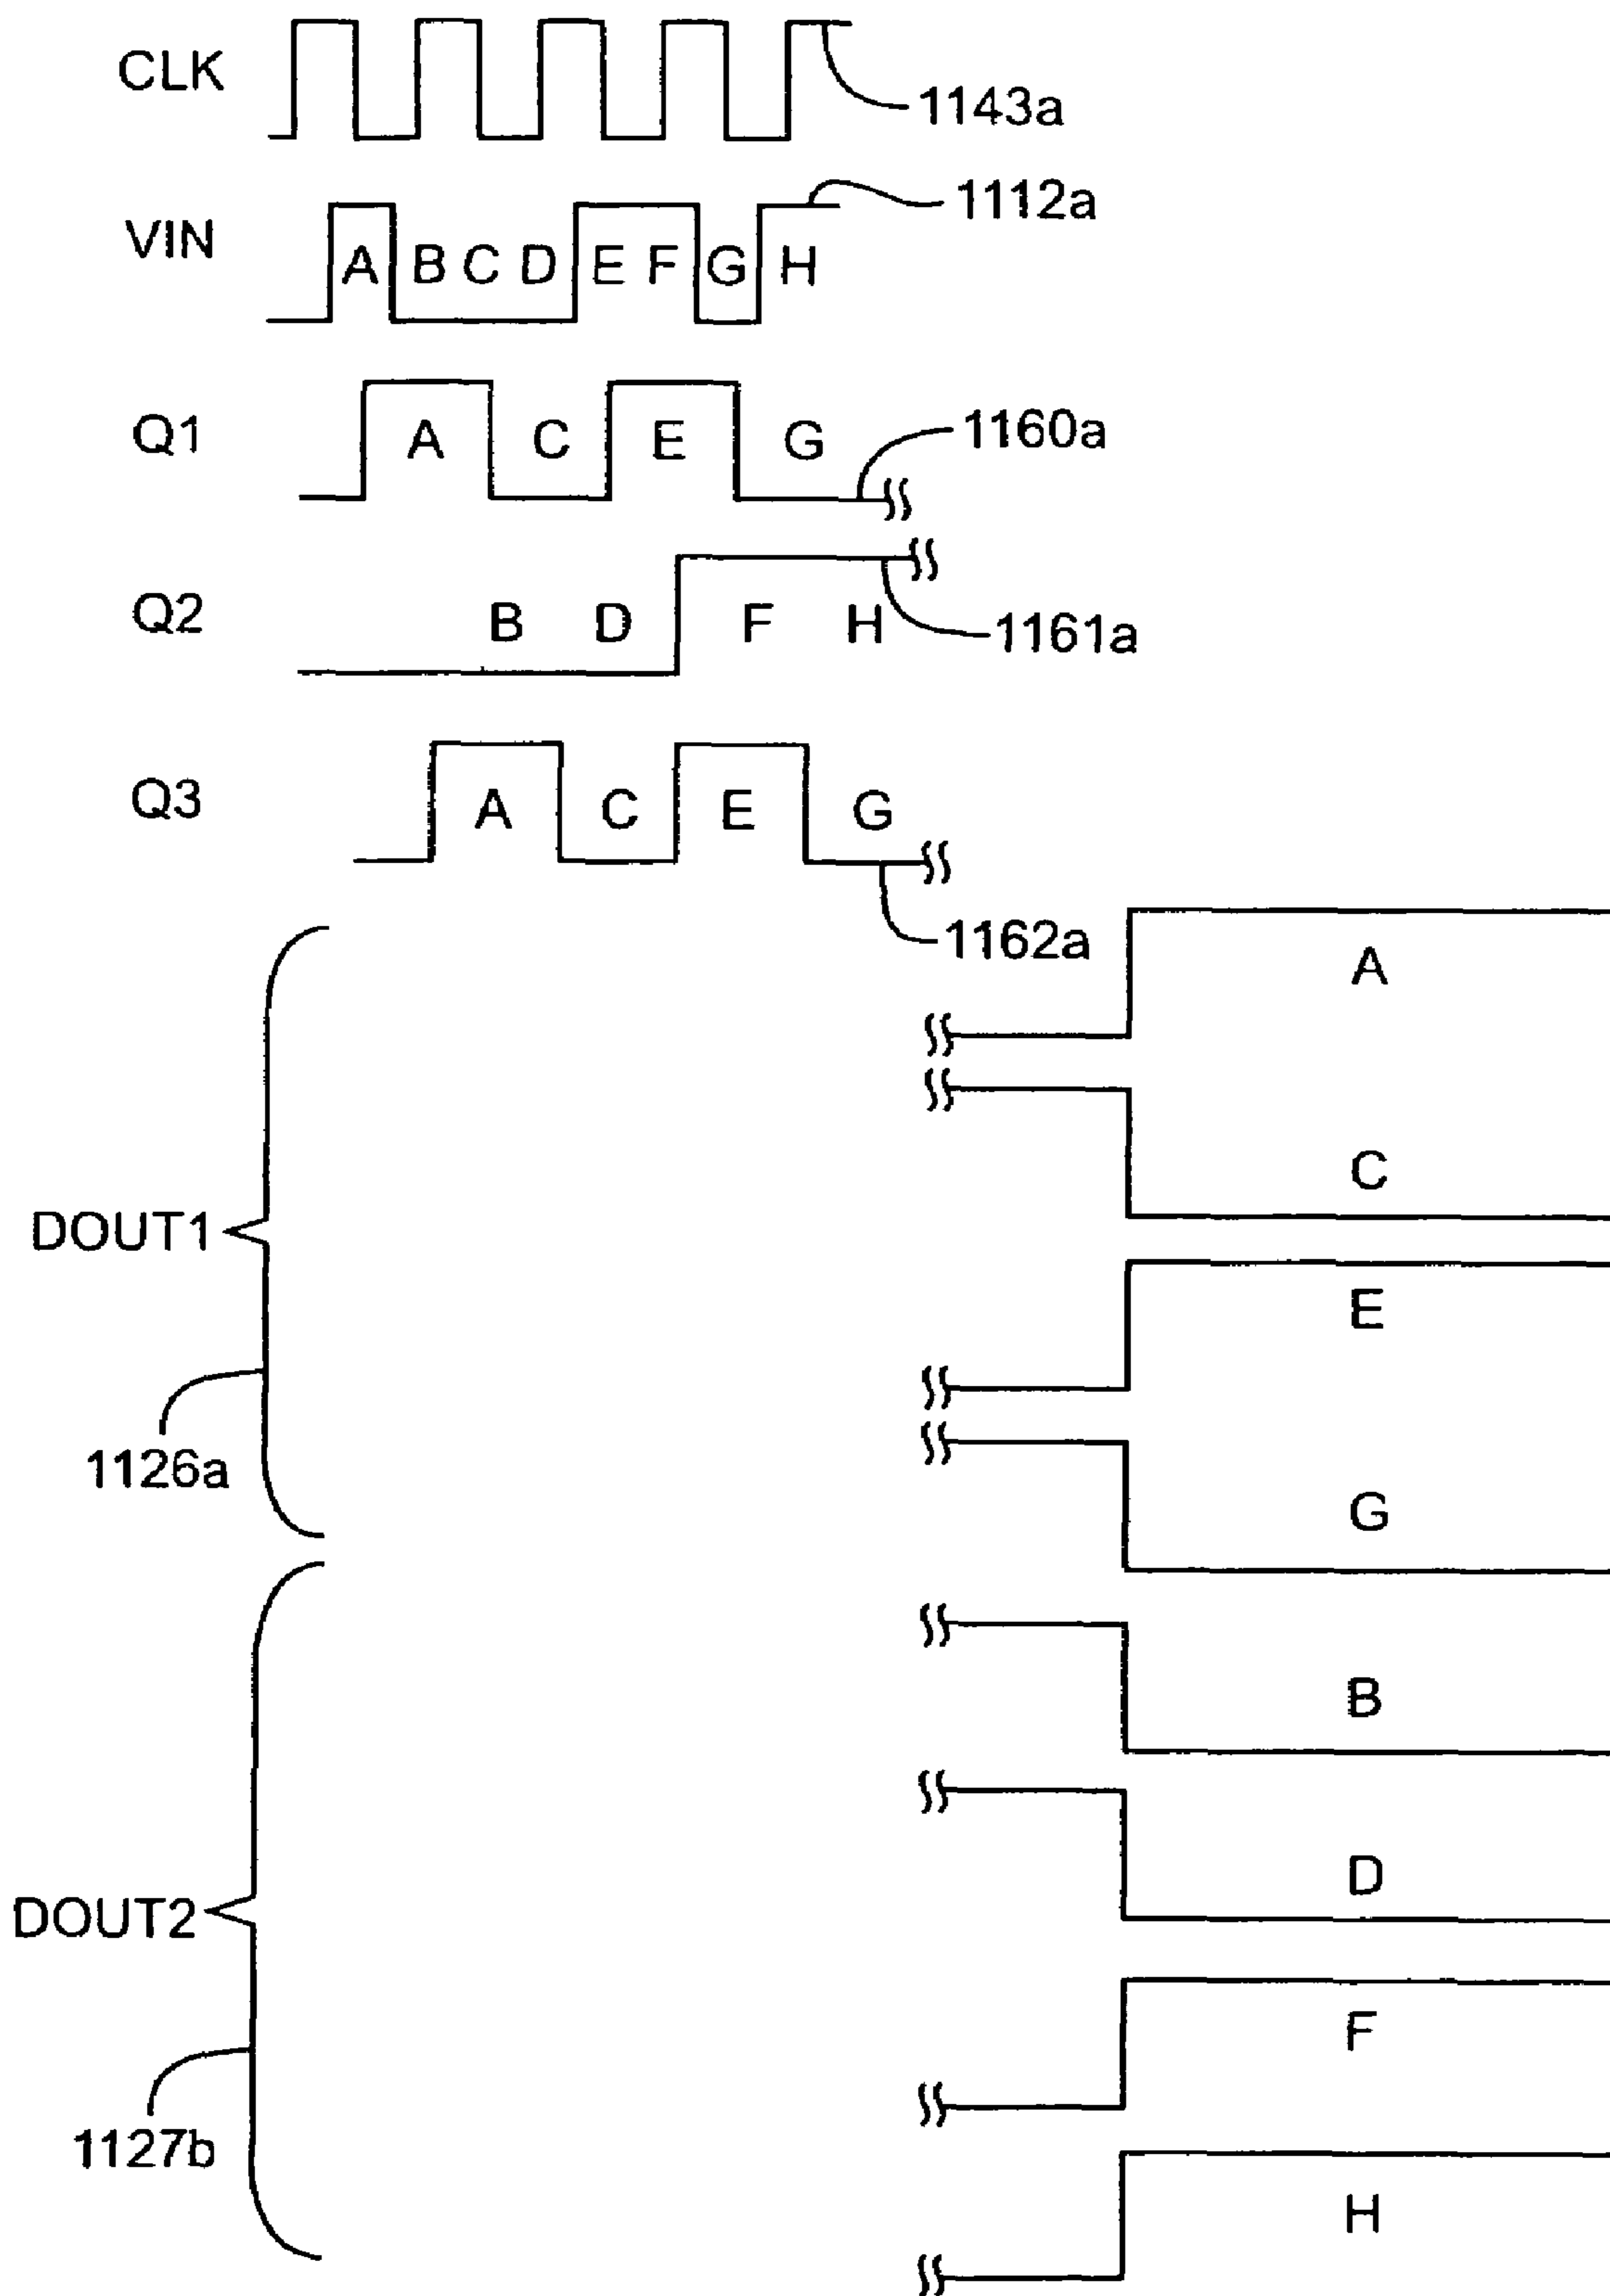 CLK
1143a
VIN
A B C D E F G H
1112a
Q1
A C E G
1160a
Q2
B D F H
1161a
Q3
A C E G
1162a
DOUT1
1126a
A
C
E
G
DOUT2
1127b
B
D
F
H